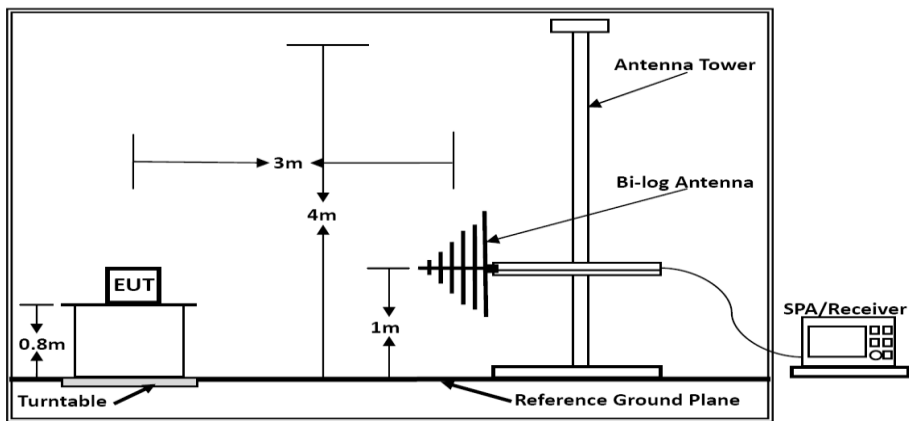 Antenna Tower
3m
Bi-log Antenna
4m
EUT
SPA/Receiver
0.8m
1m
Turntable
Reference Ground Plane